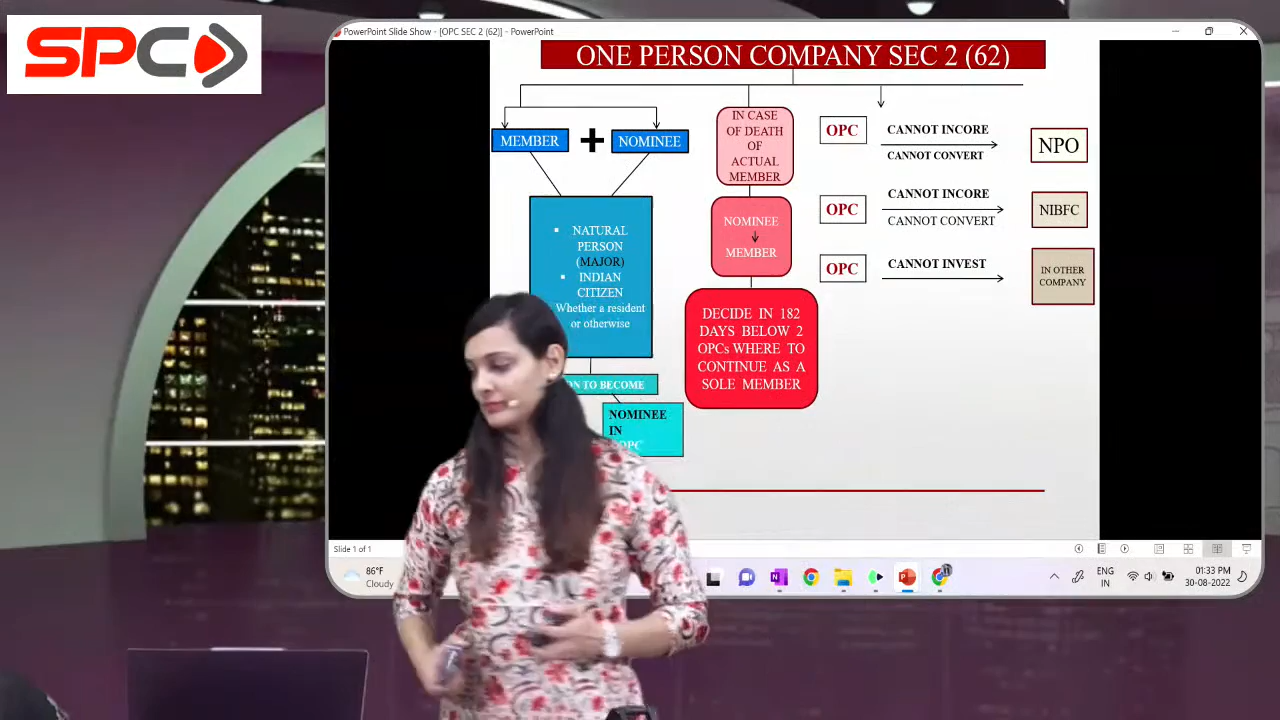 SPC
PowerPoint Slide Show - [OPC SEC 2 (62)] - PowerPoint
ONE PERSON COMPANY SEC 2 (62)
MEMBER
NOMINEE
▪ NATURAL
PERSON
(MAJOR)
▪ INDIAN
CITIZEN
Whether a resident
or otherwise
TO BECOME
NOMINEE
IN
OPC
IN CASE
OF DEATH
OF
ACTUAL
MEMBER
NOMINEE
MEMBER
DECIDE IN 182
DAYS BELOW 2
OPCs WHERE TO
CONTINUE AS A
SOLE MEMBER
OPC
CANNOT INCORE
CANNOT CONVERT
NPO
OPC
CANNOT INCORE
CANNOT CONVERT
NIBFC
OPC
CANNOT INVEST
IN OTHER
COMPANY
Slide 1 of 1
86°F
Cloudy
ENG
IN
01:33 PM
30-08-2022